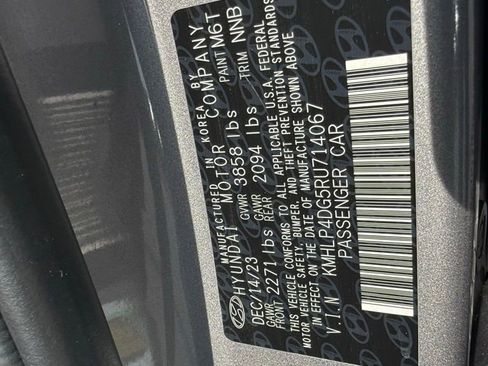 MANUFACTURED IN KOREA BY
HYUNDAI MOTOR COMPANY
DEC/14/23 GVWR 3858 lbs PAINT M6T
GAWR FRONT 2271 lbs GAWR REAR 2094 lbs TRIM NNB
THIS VEHICLE CONFORMS TO ALL APPLICABLE U.S.A. FEDERAL
MOTOR VEHICLE SAFETY, BUMPER, AND THEFT PREVENTION STANDARDS
IN EFFECT ON THE DATE OF MANUFACTURE SHOWN ABOVE
V.I.N KMHLP4DG5RU714067
PASSENGER CAR